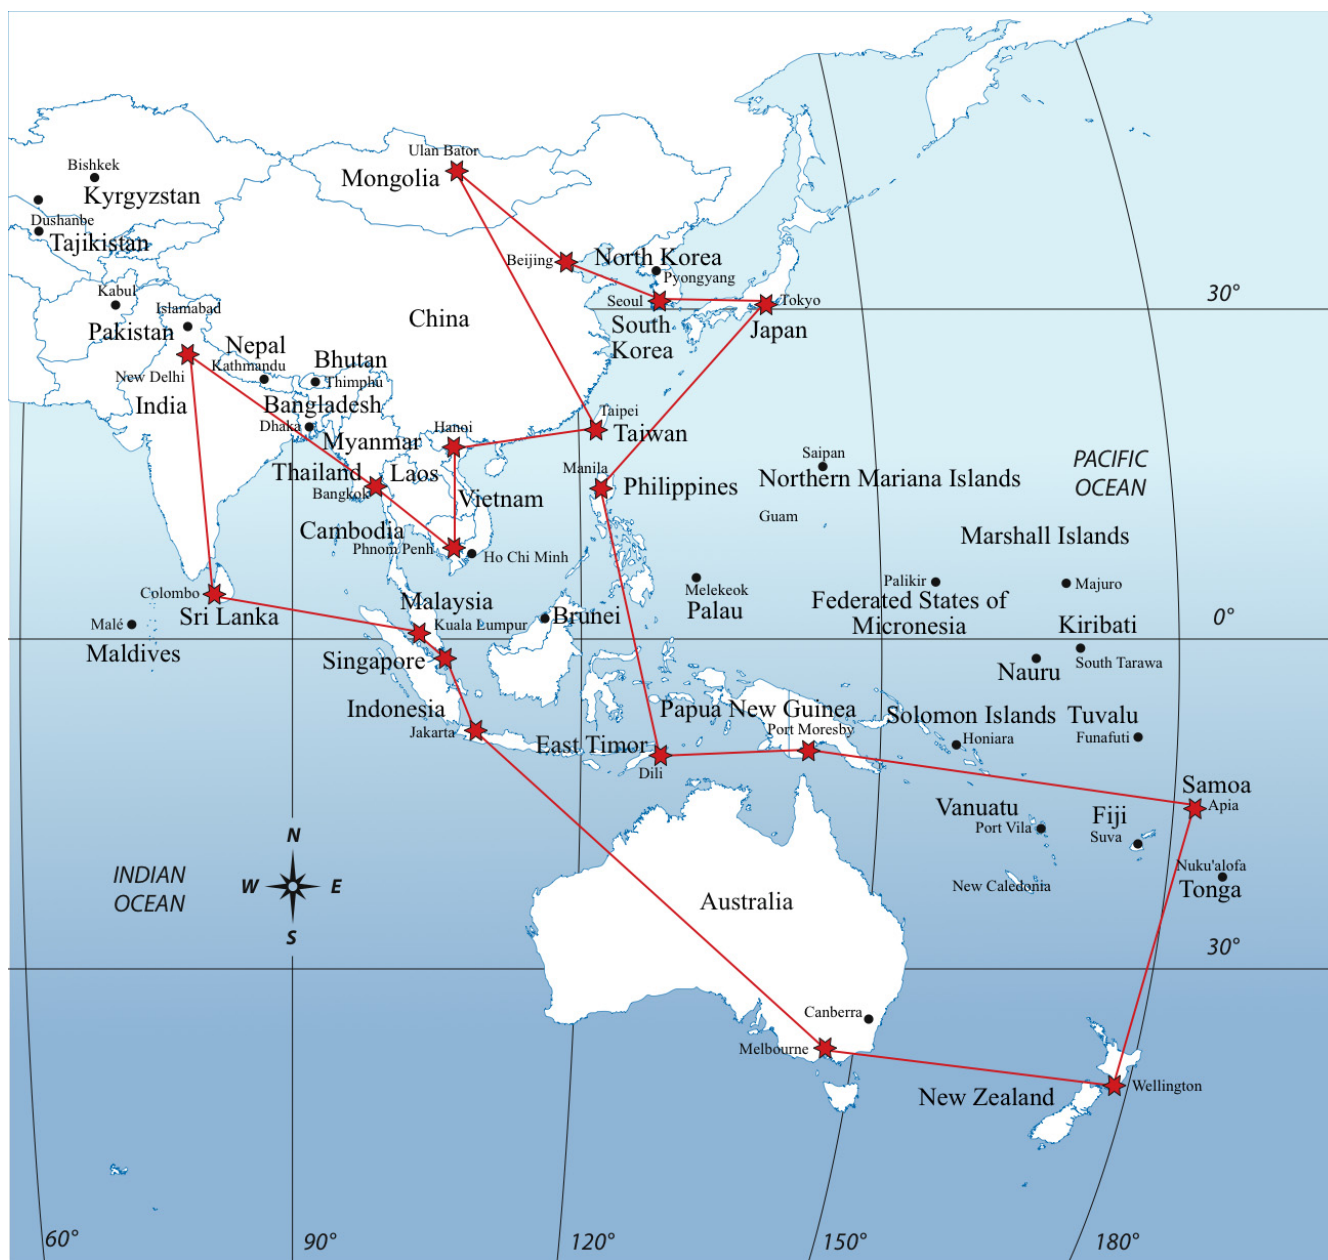 Ulan Bator
Mongolia
Bishkek
Kyrgyzstan
Dushanbe
Tajikistan
Beijing
North Korea
Pyongyang
Kabul
Islamabad
Seoul
Tokyo
30°
Pakistan
China
South
Korea
Japan
Nepal
Kathmandu
Bhutan
Thimphu
New Delhi
India
Bangladesh
Dhaka
Taipei
Taiwan
Hanoi
Myanmar
Saipan
Northern Mariana Islands
PACIFIC
OCEAN
Thailand
Laos
Manila
Philippines
Bangkok
Vietnam
Guam
Cambodia
Phnom Penh
Ho Chi Minh
Marshall Islands
Colombo
Sri Lanka
Malaysia
Kuala Lumpur
Brunei
Melekeok
Palau
Palikir
Federated States of
Micronesia
Majuro
Kiribati
0°
Malé
Maldives
Singapore
South Tarawa
Nauru
Indonesia
Jakarta
Papua New Guinea
Port Moresby
Solomon Islands
Honiara
Tuvalu
Funafuti
East Timor
Dili
Samoa
Apia
Vanuatu
Port Vila
Fiji
Suva
N
W
E
S
INDIAN
OCEAN
Nuku'alofa
Tonga
New Caledonia
Australia
30°
Canberra
Melbourne
New Zealand
Wellington
60°
90°
120°
150°
180°